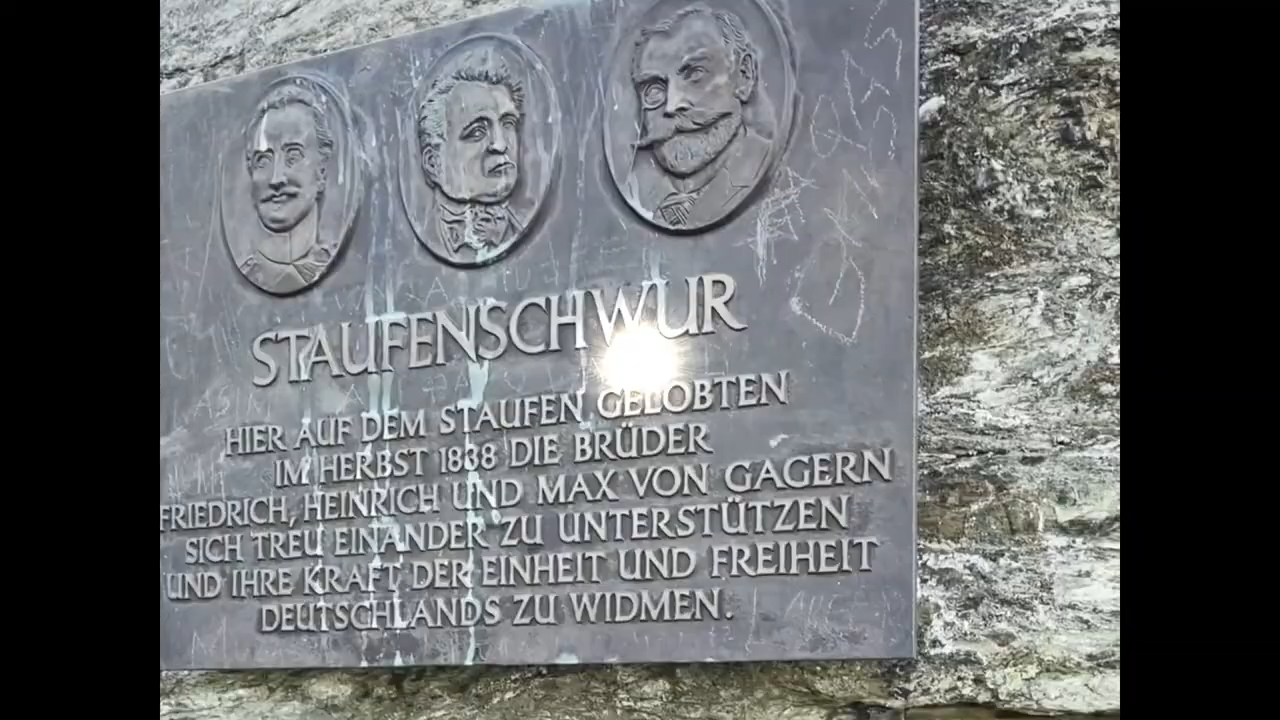 STAUFENSCHWUR
HIER AUF DEM STAUFEN GELOBTEN
IM HERBST 1838 DIE BRÜDER
FRIEDRICH, HEINRICH UND MAX VON GAGERN
SICH TREU EINANDER ZU UNTERSTÜTZEN
UND IHRE KRAFT DER EINHEIT UND FREIHEIT
DEUTSCHLANDS ZU WIDMEN.